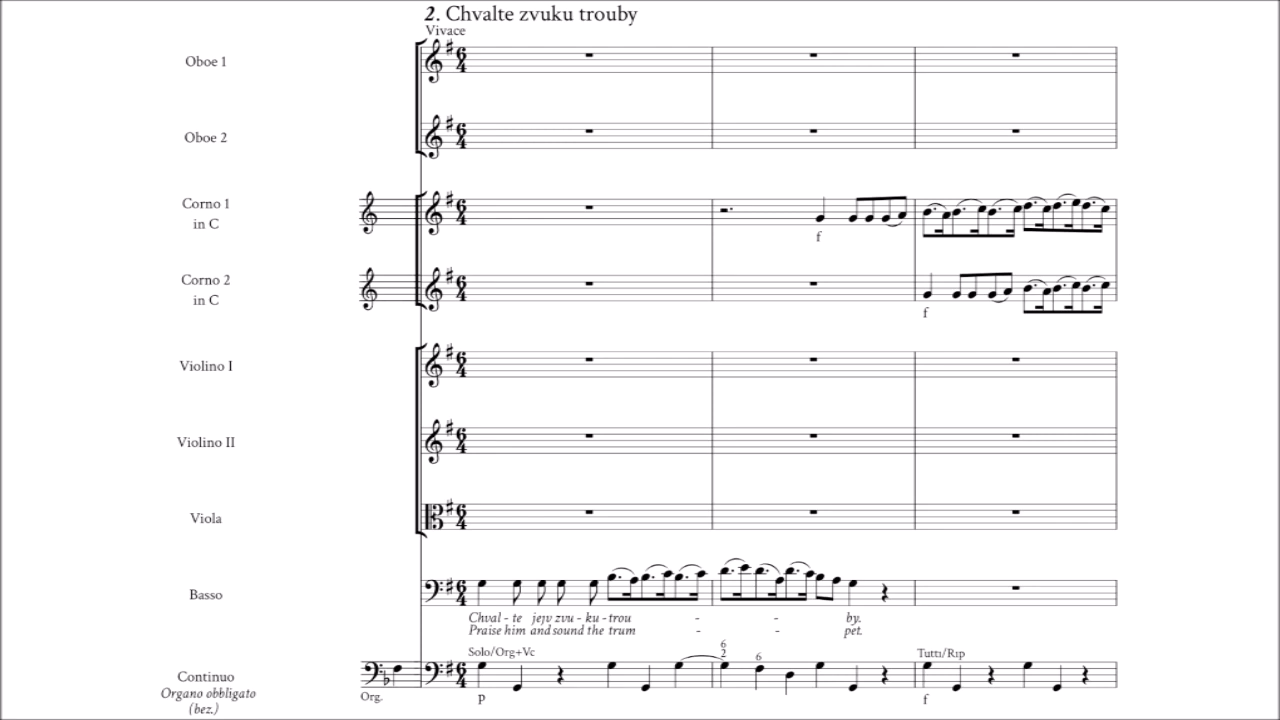 2. Chvalte zvuku trouby
Vivace
Oboe 1
Oboe 2
Corno 1
in C
f
Corno 2
in C
f
Violino I
Violino II
Viola
Basso
Chval - te jejv zvu - ku - trou - - by.
Praise him and sound the trum - - pet.
Solo/Org+Vc
6
2
6
Tutti/Rip
Continuo
Organo obbligato
(bez.)
Org.
p
f